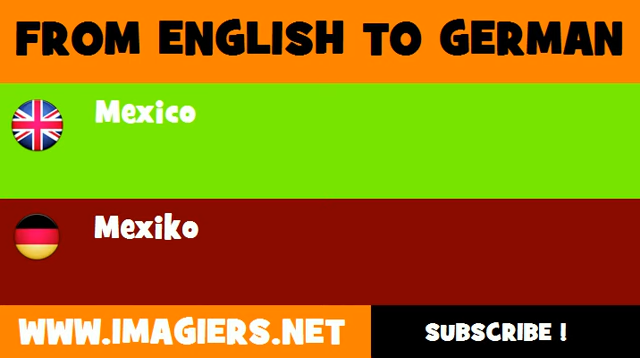 FROM ENGLISH TO GERMAN
Mexico
Mexiko
WWW.IMAGIERS.NET
SUBSCRIBE !